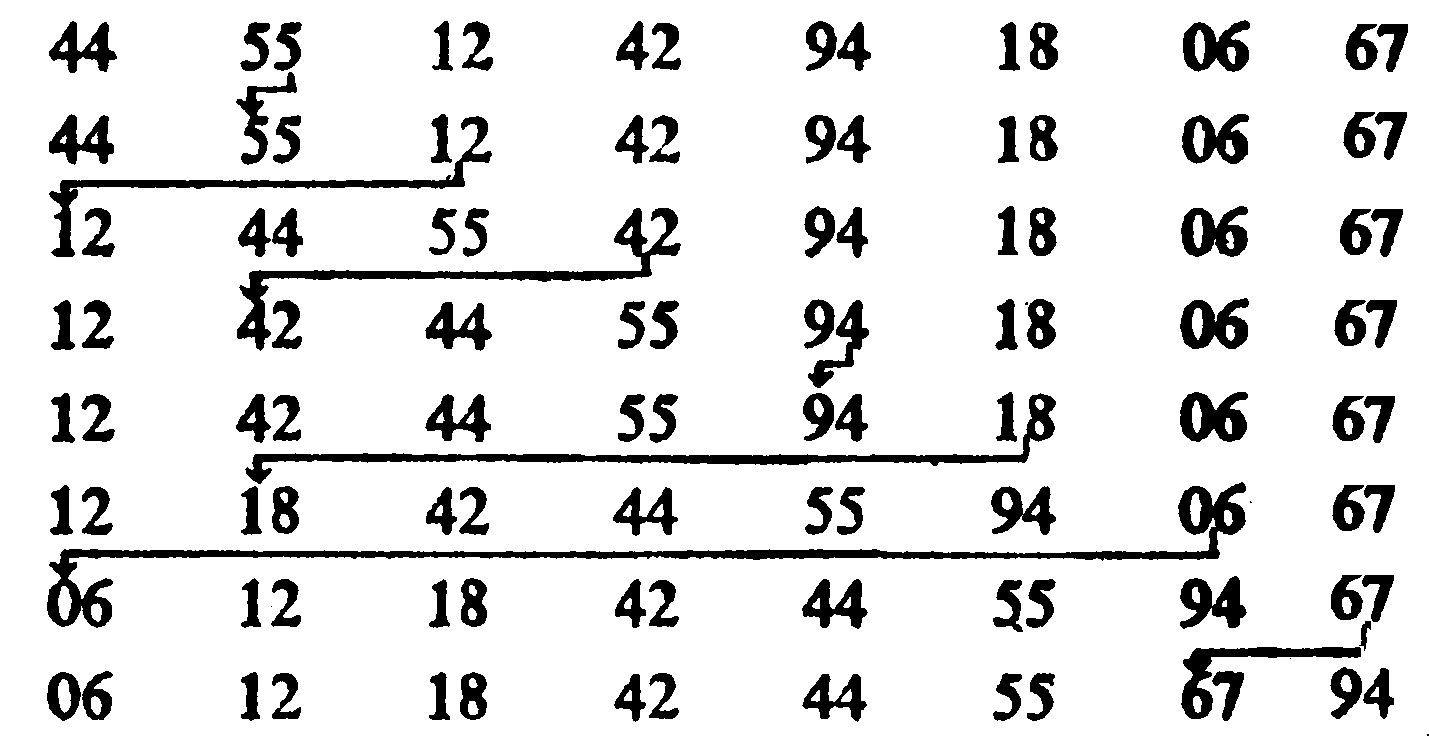 44 55 12 42 94 18 06 67
44 55 12 42 94 18 06 67
12 44 55 42 94 18 06 67
12 42 44 55 94 18 06 67
12 42 44 55 94 18 06 67
12 18 42 44 55 94 06 67
06 12 18 42 44 55 94 67
06 12 18 42 44 55 67 94